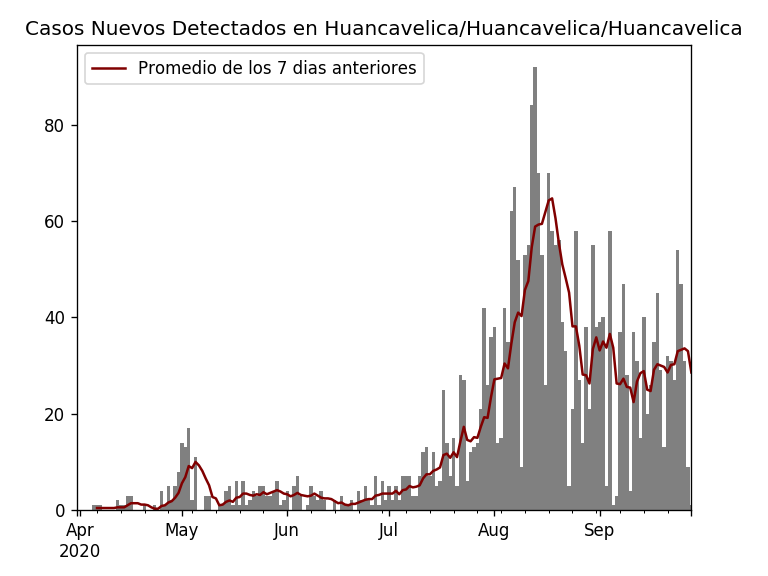 Casos Nuevos Detectados en Huancavelica/Huancavelica/Huancavelica
Promedio de los 7 dias anteriores
80
60
40
20
0
Apr May Jun Jul Aug Sep
2020